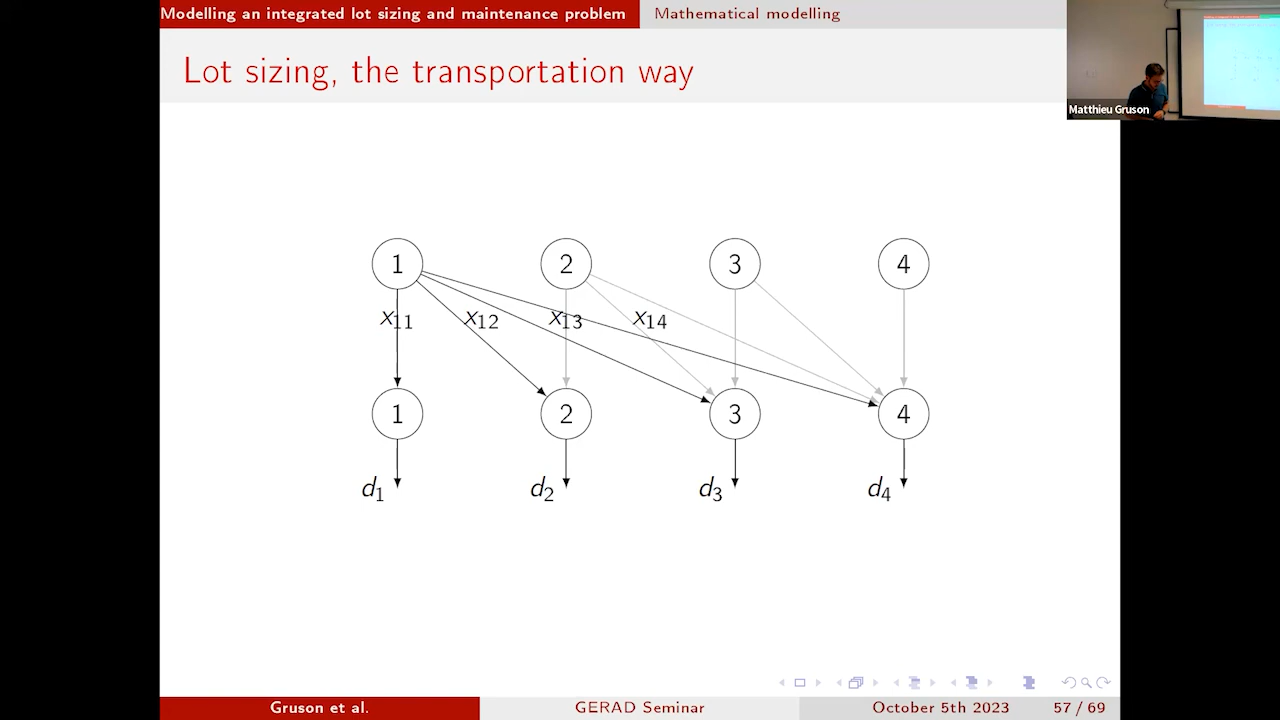 Modelling an integrated lot sizing and maintenance problem Mathematical modelling
Matthieu Gruson
Lot sizing, the transportation way
1 2 3 4
x11 x12 x13 x14
1 2 3 4
d1 d2 d3 d4
Gruson et al. GERAD Seminar October 5th 2023 57 / 69